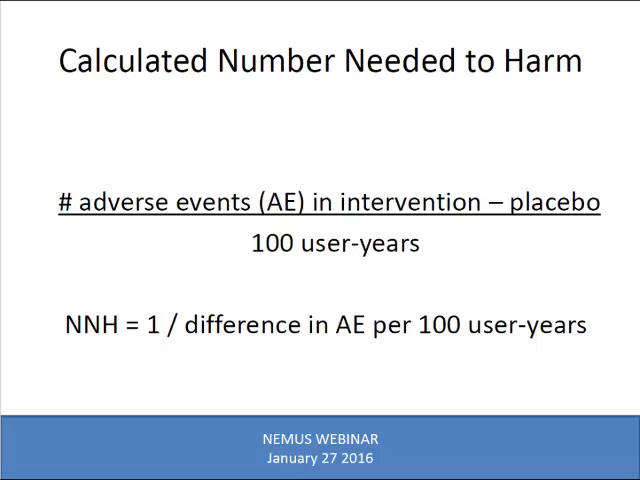 Calculated Number Needed to Harm
# adverse events (AE) in intervention – placebo
100 user-years
NNH = 1 / difference in AE per 100 user-years
NEMUS WEBINAR
January 27 2016